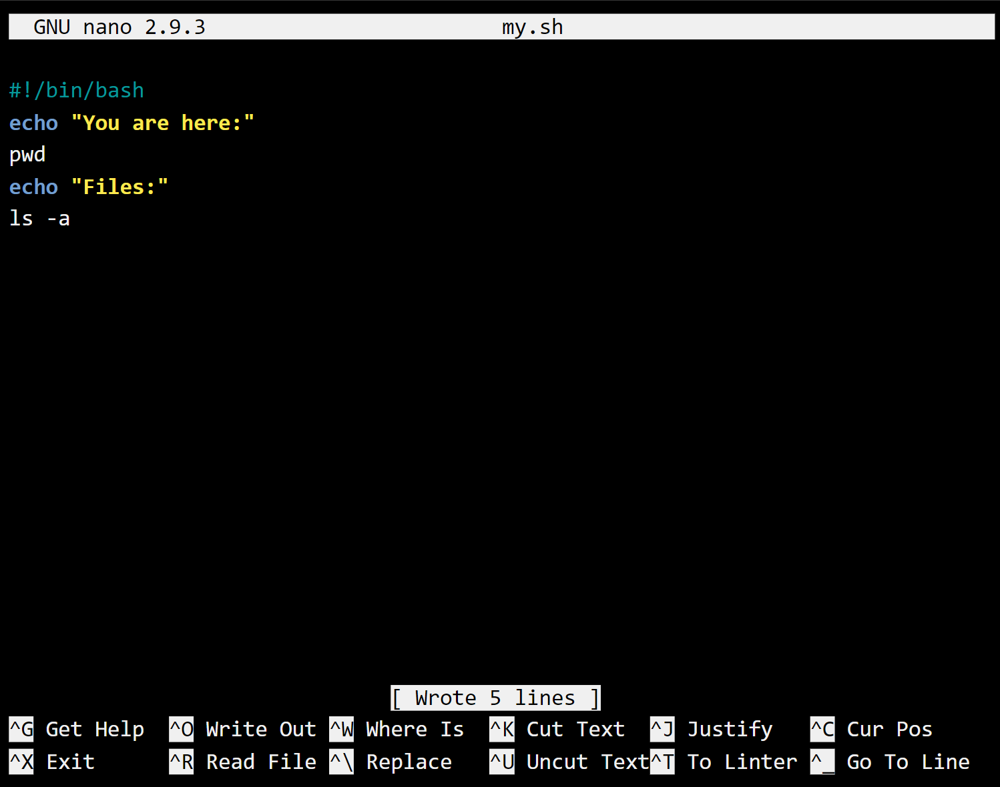 GNU nano 2.9.3 my.sh
#!/bin/bash
echo "You are here:"
pwd
echo "Files:"
ls -a
[ Wrote 5 lines ]
^G Get Help ^O Write Out ^W Where Is ^K Cut Text ^J Justify ^C Cur Pos
^X Exit ^R Read File ^\ Replace ^U Uncut Text ^T To Linter ^_ Go To Line